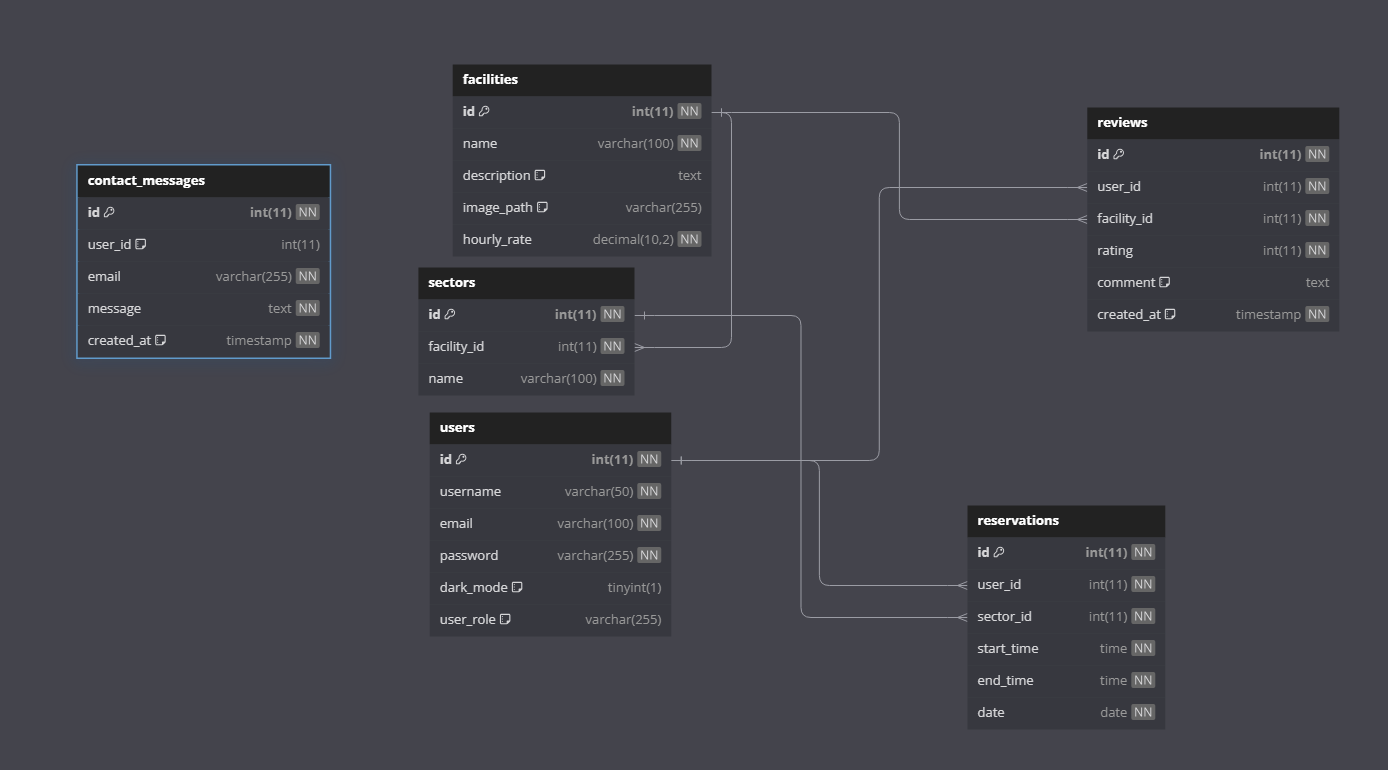 contact_messages
id int(11) NN
user_id int(11)
email varchar(255) NN
message text NN
created_at timestamp NN
facilities
id int(11) NN
name varchar(100) NN
description text
image_path varchar(255)
hourly_rate decimal(10,2) NN
sectors
id int(11) NN
facility_id int(11) NN
name varchar(100) NN
users
id int(11) NN
username varchar(50) NN
email varchar(100) NN
password varchar(255) NN
dark_mode tinyint(1)
user_role varchar(255)
reviews
id int(11) NN
user_id int(11) NN
facility_id int(11) NN
rating int(11) NN
comment text
created_at timestamp NN
reservations
id int(11) NN
user_id int(11) NN
sector_id int(11) NN
start_time time NN
end_time time NN
date date NN